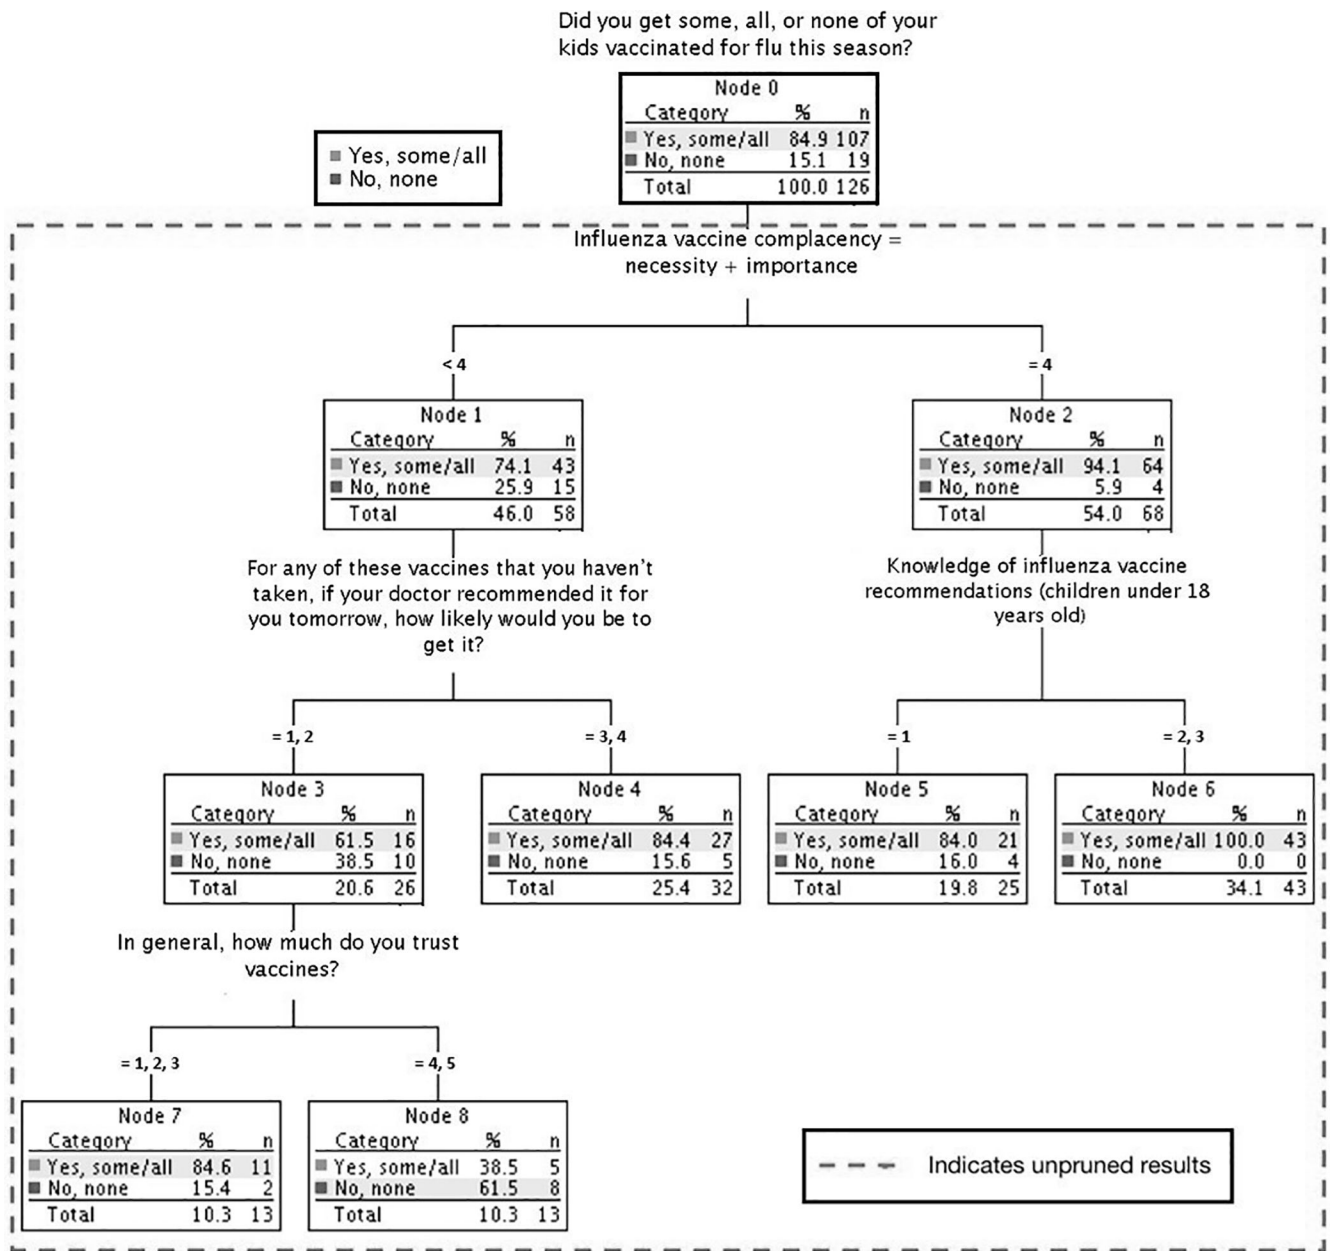 Did you get some, all, or none of your
kids vaccinated for flu this season?
Node 0
Category % n
Yes, some/all 84.9 107
No, none 15.1 19
Total 100.0 126
Yes, some/all
No, none
Influenza vaccine complacency =
necessity + importance
< 4
= 4
Node 1
Category % n
Yes, some/all 74.1 43
No, none 25.9 15
Total 46.0 58
Node 2
Category % n
Yes, some/all 94.1 64
No, none 5.9 4
Total 54.0 68
For any of these vaccines that you haven't
taken, if your doctor recommended it for
you tomorrow, how likely would you be to
get it?
Knowledge of influenza vaccine
recommendations (children under 18
years old)
= 1, 2
= 3, 4
= 1
= 2, 3
Node 3
Category % n
Yes, some/all 61.5 16
No, none 38.5 10
Total 20.6 26
Node 4
Category % n
Yes, some/all 84.4 27
No, none 15.6 5
Total 25.4 32
Node 5
Category % n
Yes, some/all 84.0 21
No, none 16.0 4
Total 19.8 25
Node 6
Category % n
Yes, some/all 100.0 43
No, none 0.0 0
Total 34.1 43
In general, how much do you trust
vaccines?
= 1, 2, 3
= 4, 5
Node 7
Category % n
Yes, some/all 84.6 11
No, none 15.4 2
Total 10.3 13
Node 8
Category % n
Yes, some/all 38.5 5
No, none 61.5 8
Total 10.3 13
Indicates unpruned results